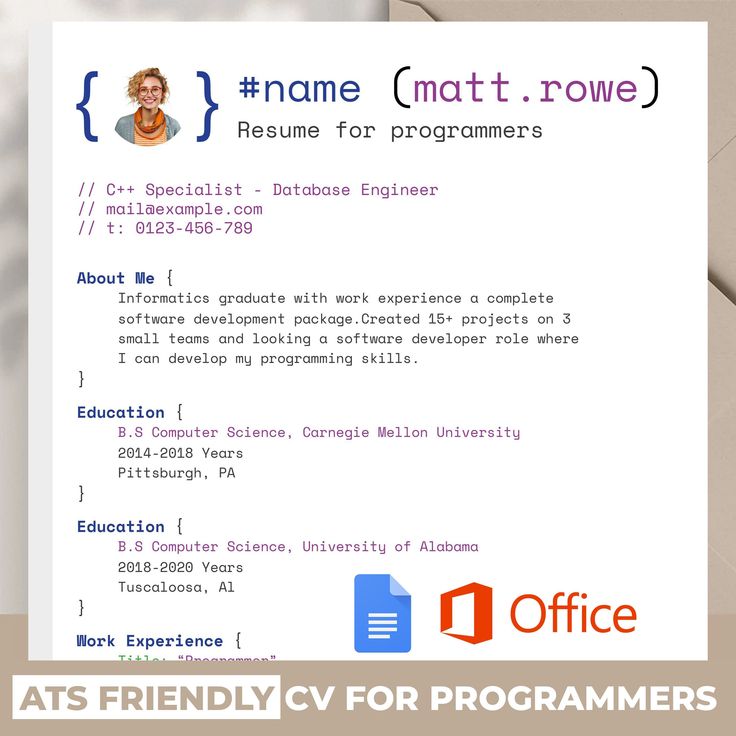 { } #name (matt.rowe)
Resume for programmers
// C++ Specialist - Database Engineer
// mail@example.com
// t: 0123-456-789
About Me {
Informatics graduate with work experience a complete
software development package.Created 15+ projects on 3
small teams and looking a software developer role where
I can develop my programming skills.
}
Education {
B.S Computer Science, Carnegie Mellon University
2014-2018 Years
Pittsburgh, PA
}
Education {
B.S Computer Science, University of Alabama
2018-2020 Years
Tuscaloosa, Al
}
Office
Work Experience {
Title: “Programmer”
ATS FRIENDLY CV FOR PROGRAMMERS